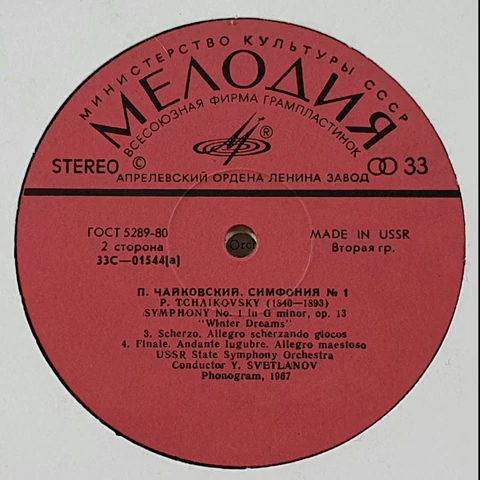 МИНИСТЕРСТВО КУЛЬТУРЫ СССР
МЕЛОДИЯ
ВСЕСОЮЗНАЯ ФИРМА ГРАМПЛАСТИНОК
®
STEREO ©
33
АПРЕЛЕВСКИЙ ОРДЕНА ЛЕНИНА ЗАВОД
ГОСТ 5289-80
MADE IN USSR
2 сторона
Вторая гр.
33С—01544(а)
Orc
П. ЧАЙКОВСКИЙ. СИМФОНИЯ № 1
P. TCHAIKOVSKY (1840—1893)
SYMPHONY No. 1 in G minor, op. 13
"Winter Dreams"
3. Scherzo. Allegro scherzando giocos
4. Finale. Andante lugubre. Allegro maestoso
USSR State Symphony Orchestra
Conductor Y. SVETLANOV
Phonogram, 1967